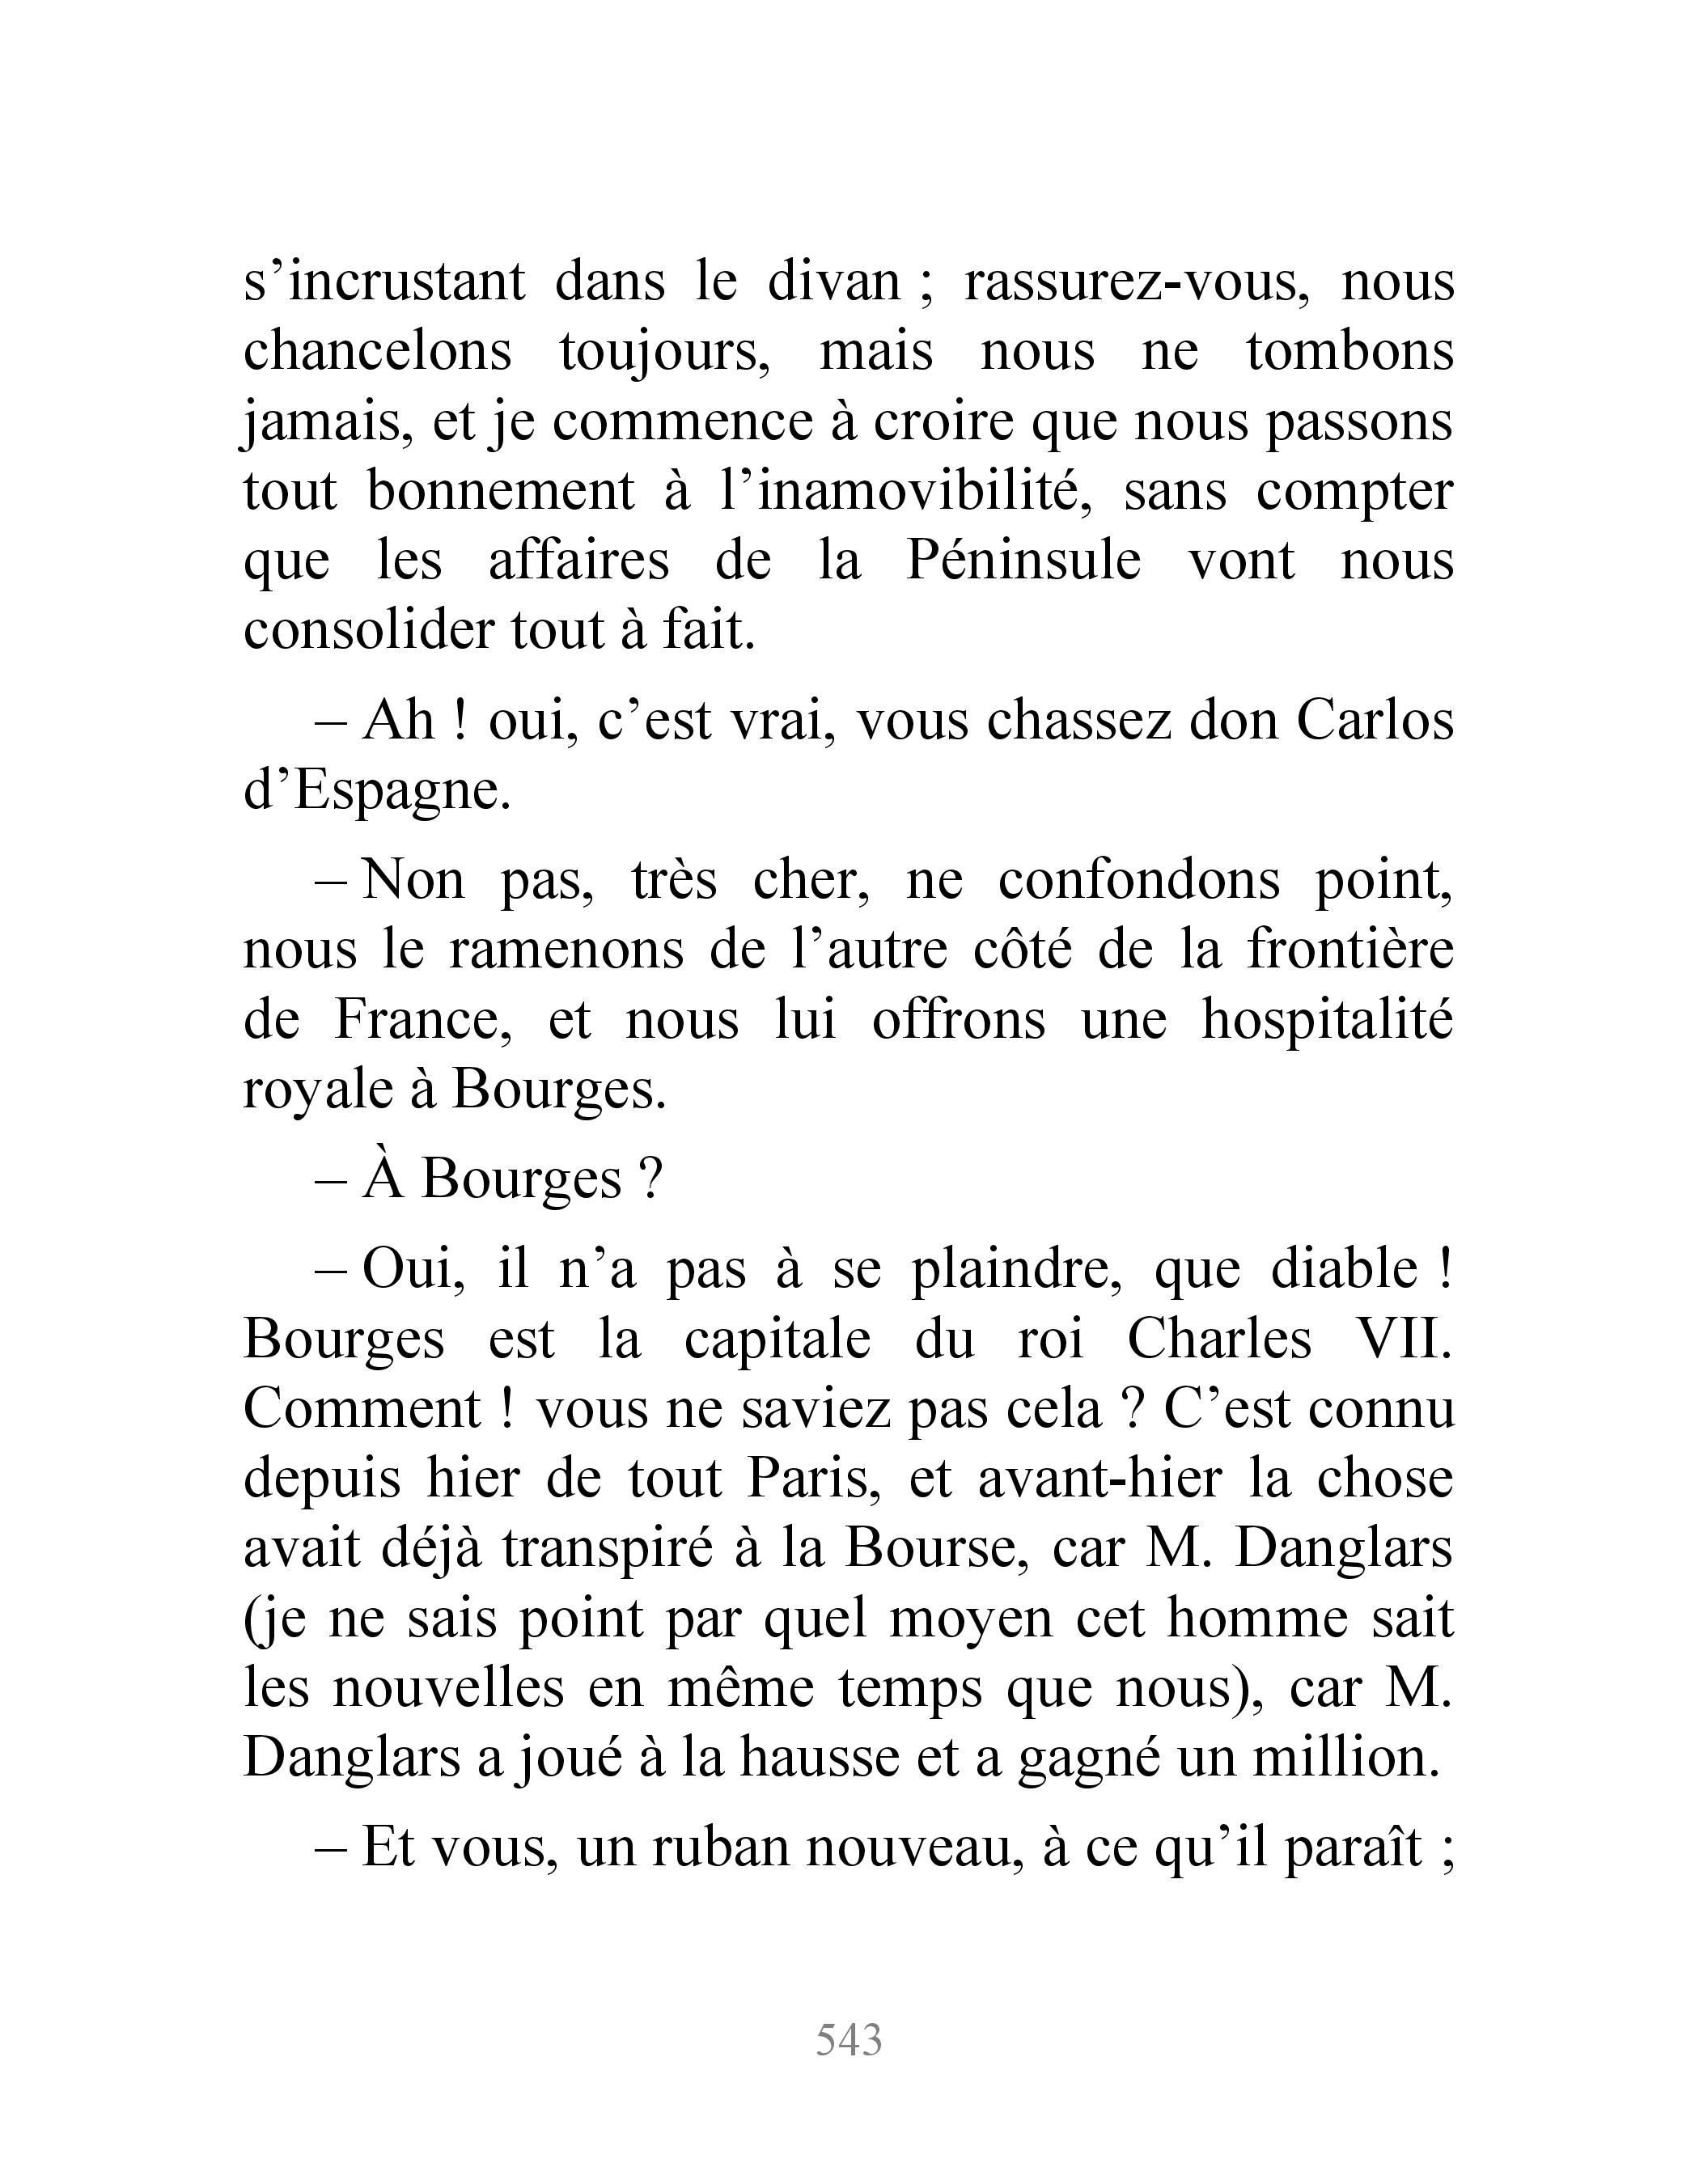 s’incrustant dans le divan ; rassurez-vous, nous
chancelons toujours, mais nous ne tombons
jamais, et je commence à croire que nous passons
tout bonnement à l’inamovibilité, sans compter
que les affaires de la Péninsule vont nous
consolider tout à fait.
– Ah ! oui, c’est vrai, vous chassez don Carlos
d’Espagne.
– Non pas, très cher, ne confondons point,
nous le ramenons de l’autre côté de la frontière
de France, et nous lui offrons une hospitalité
royale à Bourges.
– À Bourges ?
– Oui, il n’a pas à se plaindre, que diable !
Bourges est la capitale du roi Charles VII.
Comment ! vous ne saviez pas cela ? C’est connu
depuis hier de tout Paris, et avant-hier la chose
avait déjà transpiré à la Bourse, car M. Danglars
(je ne sais point par quel moyen cet homme sait
les nouvelles en même temps que nous), car M.
Danglars a joué à la hausse et a gagné un million.
– Et vous, un ruban nouveau, à ce qu’il paraît ;
543